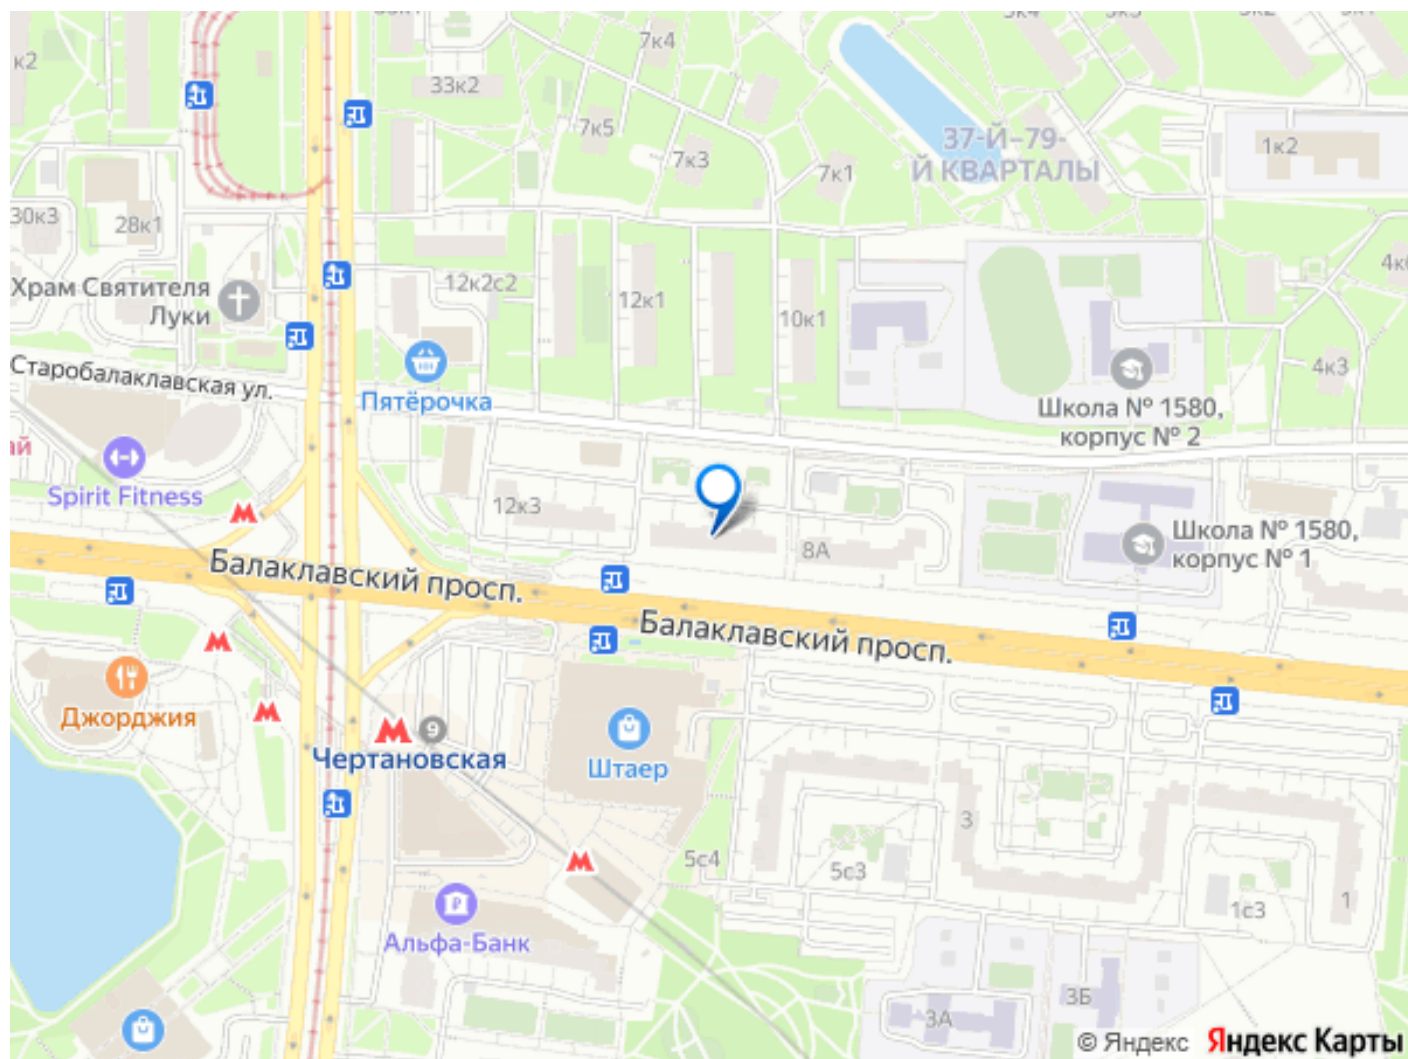 7к4
к2
33к2
7к5
37-Й–79-
Й КВАРТАЛЫ
1к2
7к3
7к1
30к3
28к1
Храм Святителя
Луки
12к2с2
12к1
10к1
4к3
Старобалаклавская ул.
Пятёрочка
Школа № 1580,
корпус № 2
ай
Spirit Fitness
12к3
8А
Школа № 1580,
корпус № 1
Балаклавский просп.
Балаклавский просп.
Джорджия
9
Чертановская
Штаер
3
5с4
5с3
1с3
1
Альфа-Банк
3Б
3А
© Яндекс Яндекс Карты